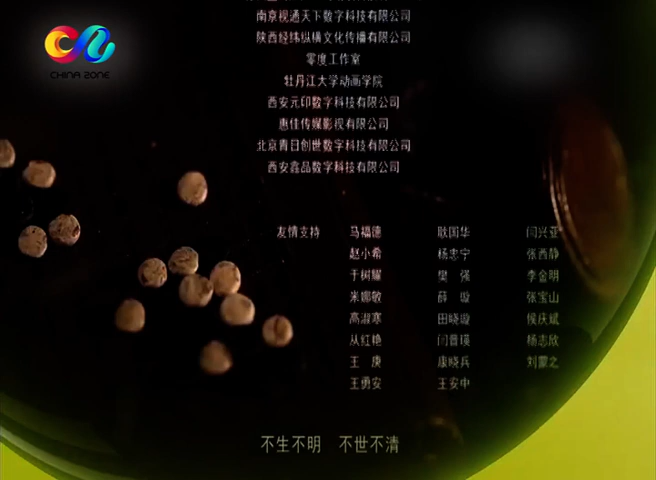 CHINA ZONE
南京视通天下数字科技有限公司
陕西经纬纵横文化传播有限公司
零度工作室
牡丹江大学动画学院
西安元印数字科技有限公司
惠佳传媒影视有限公司
北京青日创世数字科技有限公司
西安鑫品数字科技有限公司
友情支持 马福德 耿国华 闫兴亚
赵小希 杨忠宁 张西静
于树耀 樊强 李金明
米娜敏 薛璇 张宝山
高淑寒 田晓璇 侯庆斌
从红艳 闫晋瑛 杨志欣
王庚 康晓兵 刘蒙之
王勇安 王安中
不生不明 不世不清